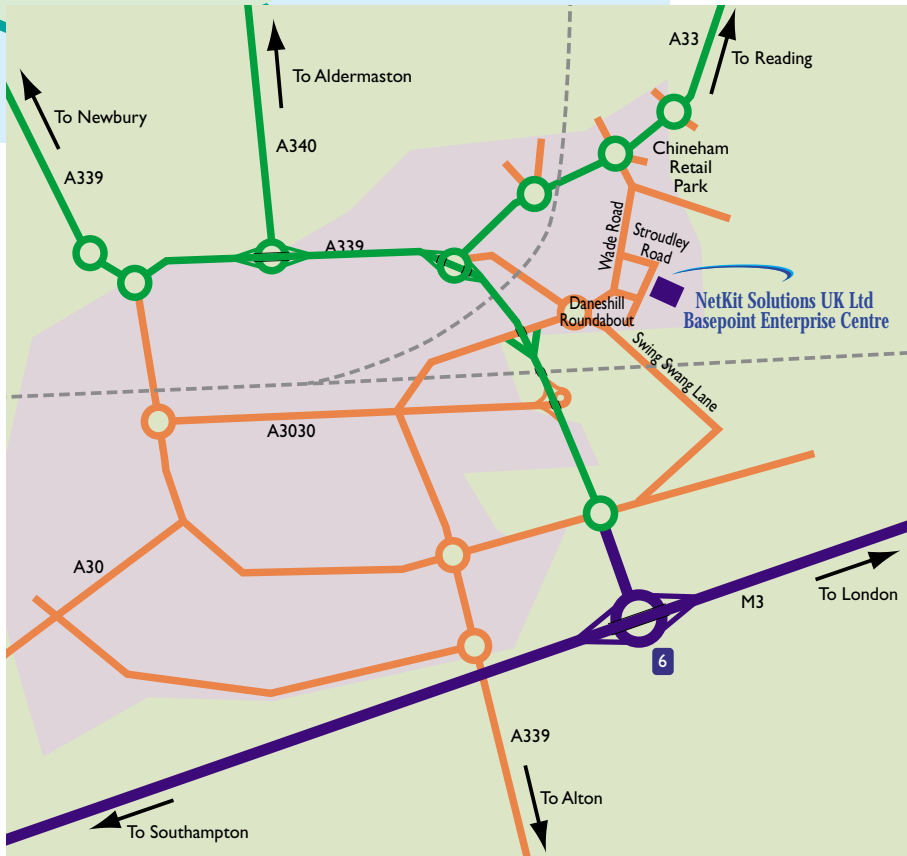 A33
To Reading
To Aldermaston
To Newbury
A340
Chineham
Retail
Park
A339
Wade Road
Stroudley
Road
A339
NetKit Solutions UK Ltd
Basepoint Enterprise Centre
Daneshill
Roundabout
Swing Swang Lane
A3030
A30
To London
M3
6
A339
To Alton
To Southampton